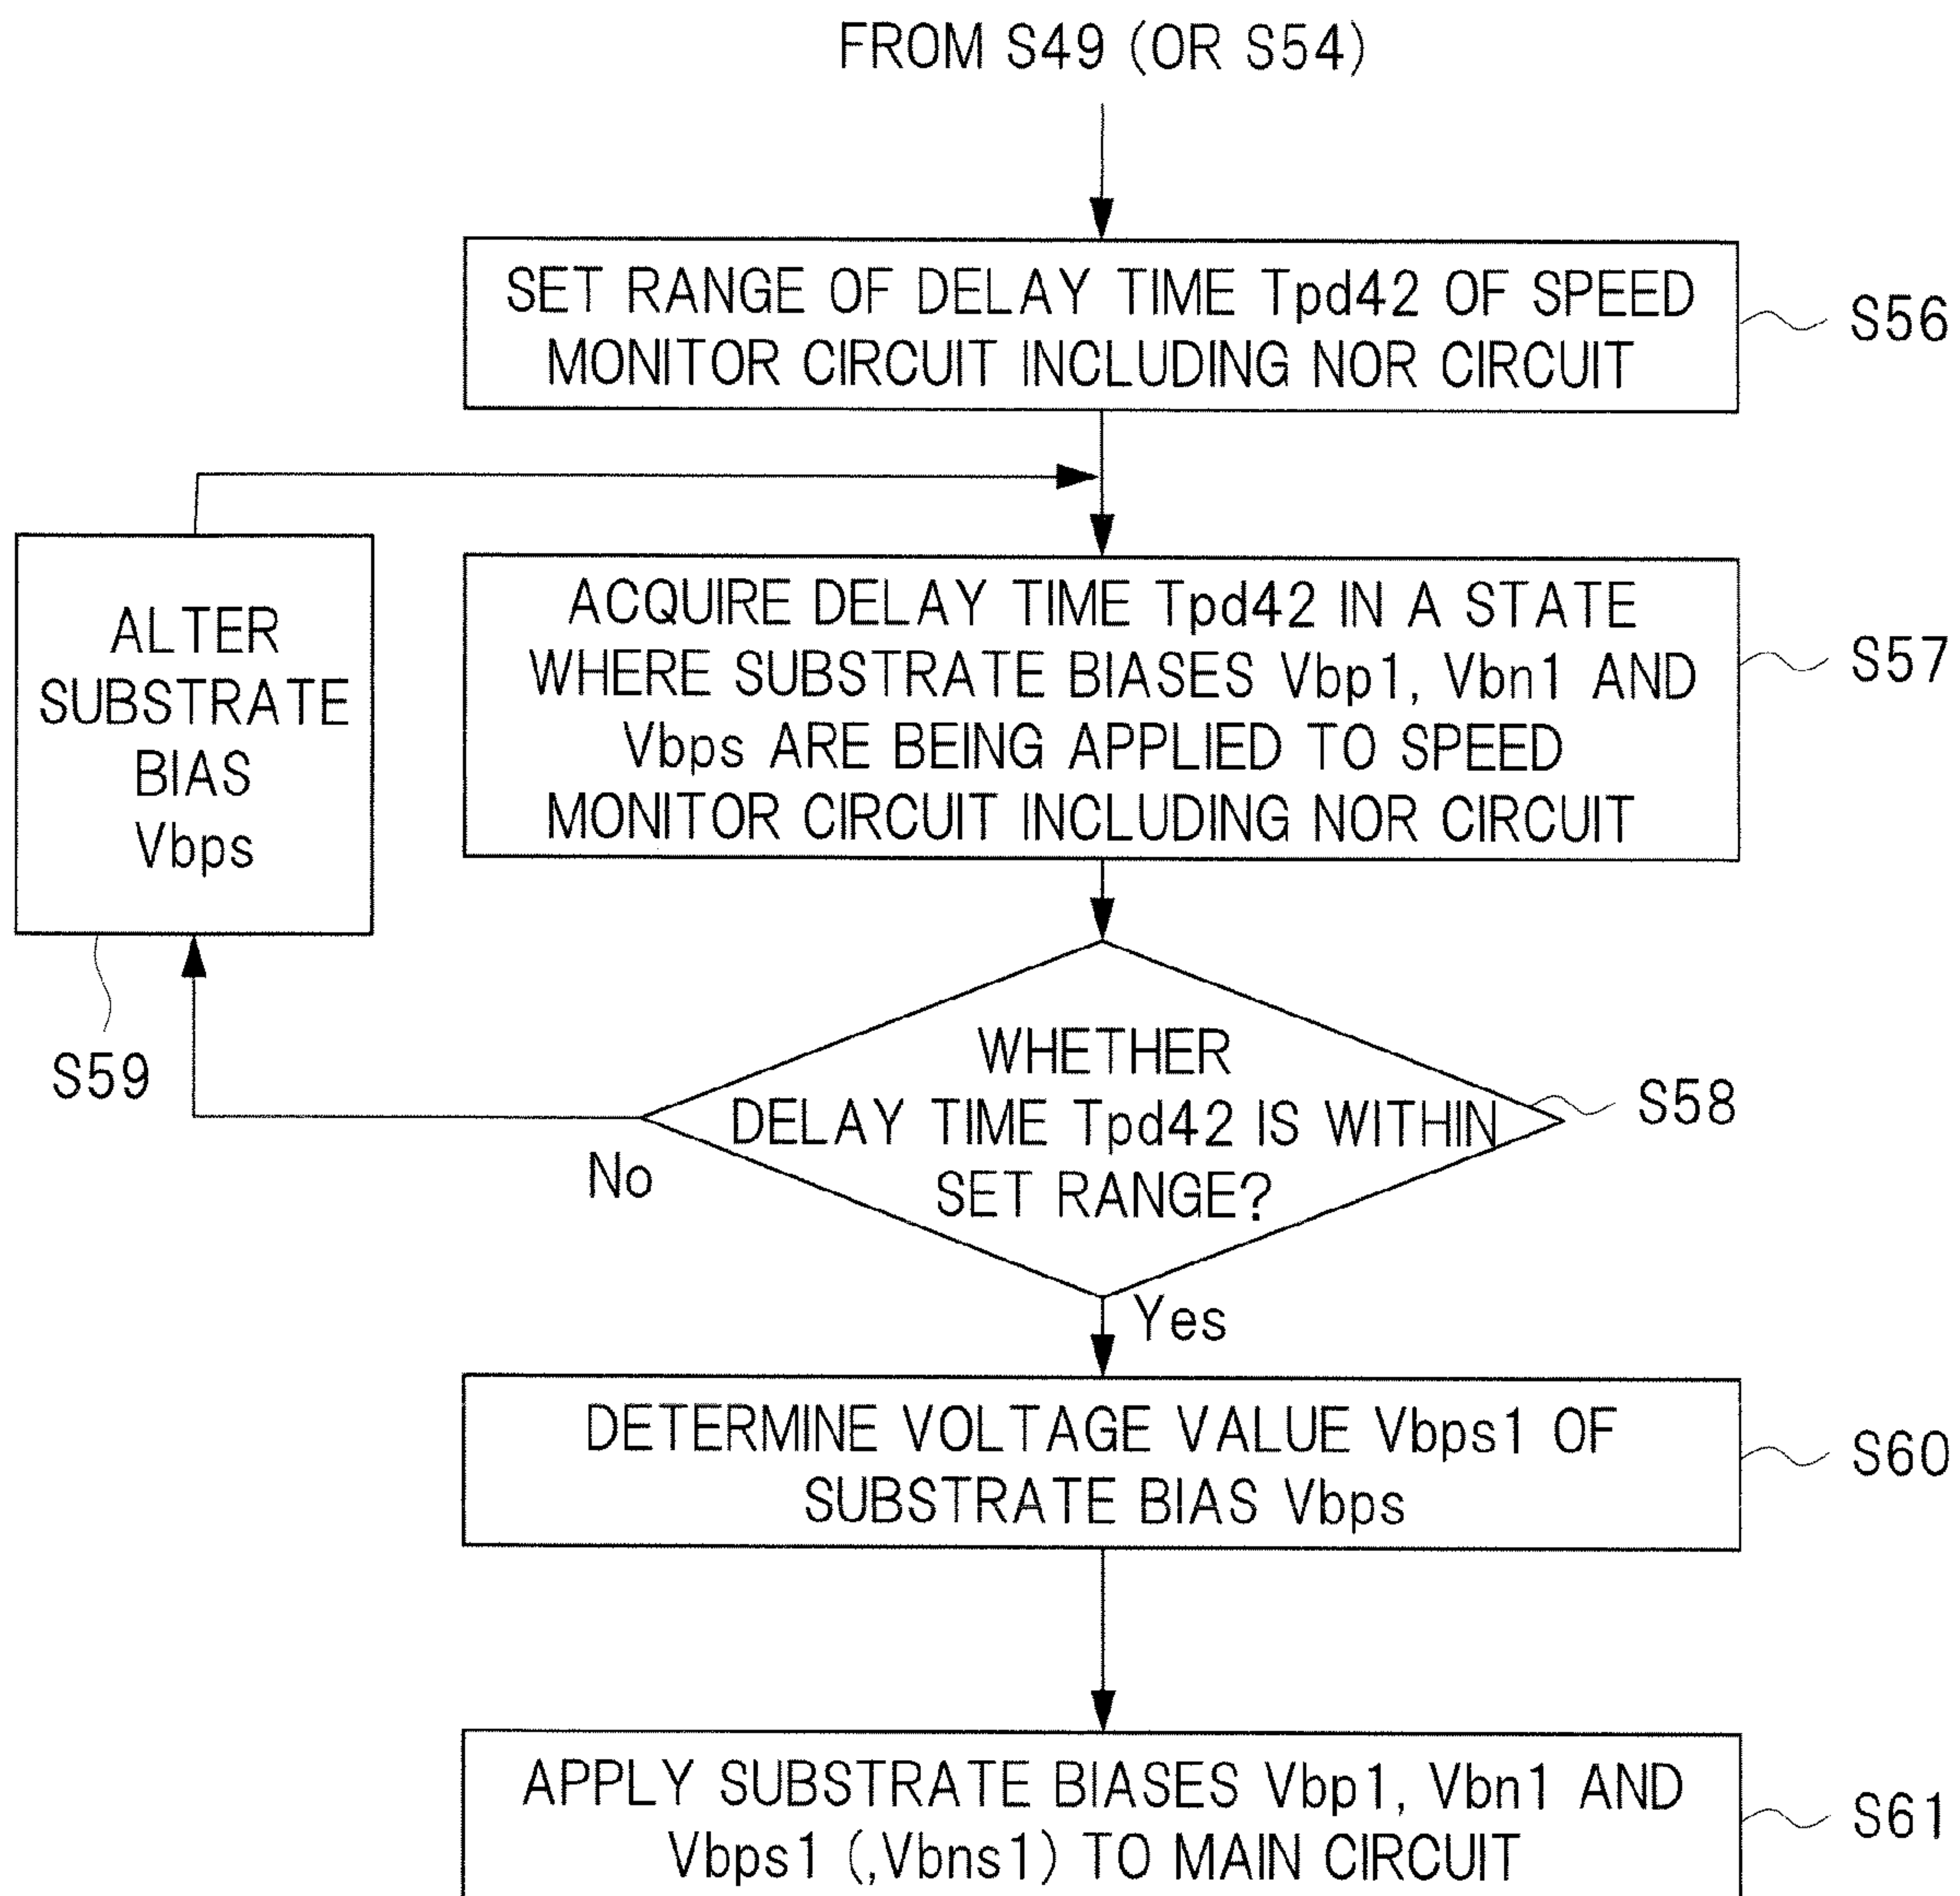 FROM S49 (OR S54)
SET RANGE OF DELAY TIME Tpd42 OF SPEED
MONITOR CIRCUIT INCLUDING NOR CIRCUIT
S56
ALTER
SUBSTRATE
BIAS
Vbps
S59
ACQUIRE DELAY TIME Tpd42 IN A STATE
WHERE SUBSTRATE BIASES Vbp1, Vbn1 AND
Vbps ARE BEING APPLIED TO SPEED
MONITOR CIRCUIT INCLUDING NOR CIRCUIT
S57
WHETHER
DELAY TIME Tpd42 IS WITHIN
SET RANGE?
S58
No
Yes
DETERMINE VOLTAGE VALUE Vbps1 OF
SUBSTRATE BIAS Vbps
S60
APPLY SUBSTRATE BIASES Vbp1, Vbn1 AND
Vbps1 (,Vbns1) TO MAIN CIRCUIT
S61